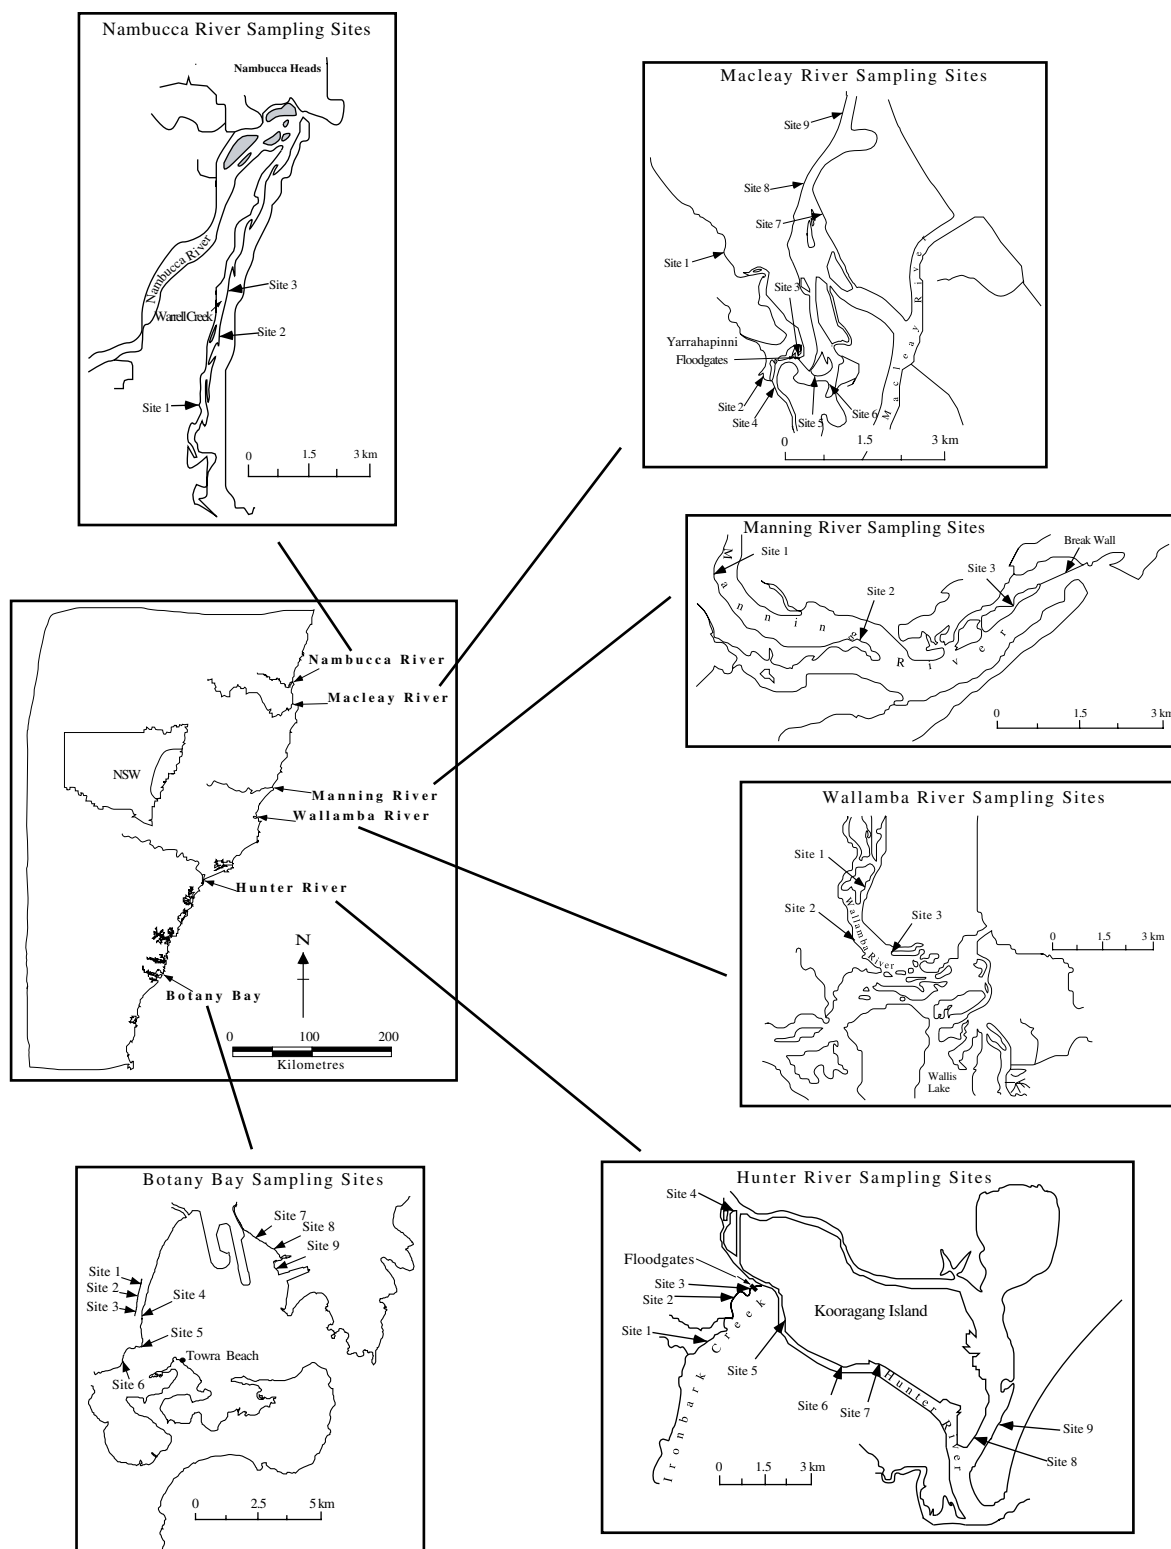 Nambucca River Sampling Sites
Nambucca Heads
Nambucca River
Site 3
Warrell Creek
Site 2
Site 1
0 1.5 3 km
Macleay River Sampling Sites
Site 9
Site 8
Site 7
Site 1
Site 3
Macleay River
Yarrahapinni
Floodgates
Site 2
Site 4
Site 5
Site 6
0 1.5 3 km
Manning River Sampling Sites
Break Wall
Site 1
Site 3
Site 2
Manning River
0 1.5 3 km
Nambucca River
Macleay River
NSW
Manning River
Wallamba River
Hunter River
N
Botany Bay
0 100 200
Kilometres
Wallamba River Sampling Sites
Site 1
Site 2
Site 3
Wallamba River
0 1.5 3 km
Wallis
Lake
Botany Bay Sampling Sites
Site 7
Site 8
Site 9
Site 1
Site 2
Site 3
Site 4
Site 5
Towra Beach
Site 6
0 2.5 5 km
Hunter River Sampling Sites
Site 4
Floodgates
Site 3
Site 2
Kooragang Island
Site 1
Ironbark Creek
Site 5
Site 6
Site 7
Hunter River
Site 9
Site 8
0 1.5 3 km